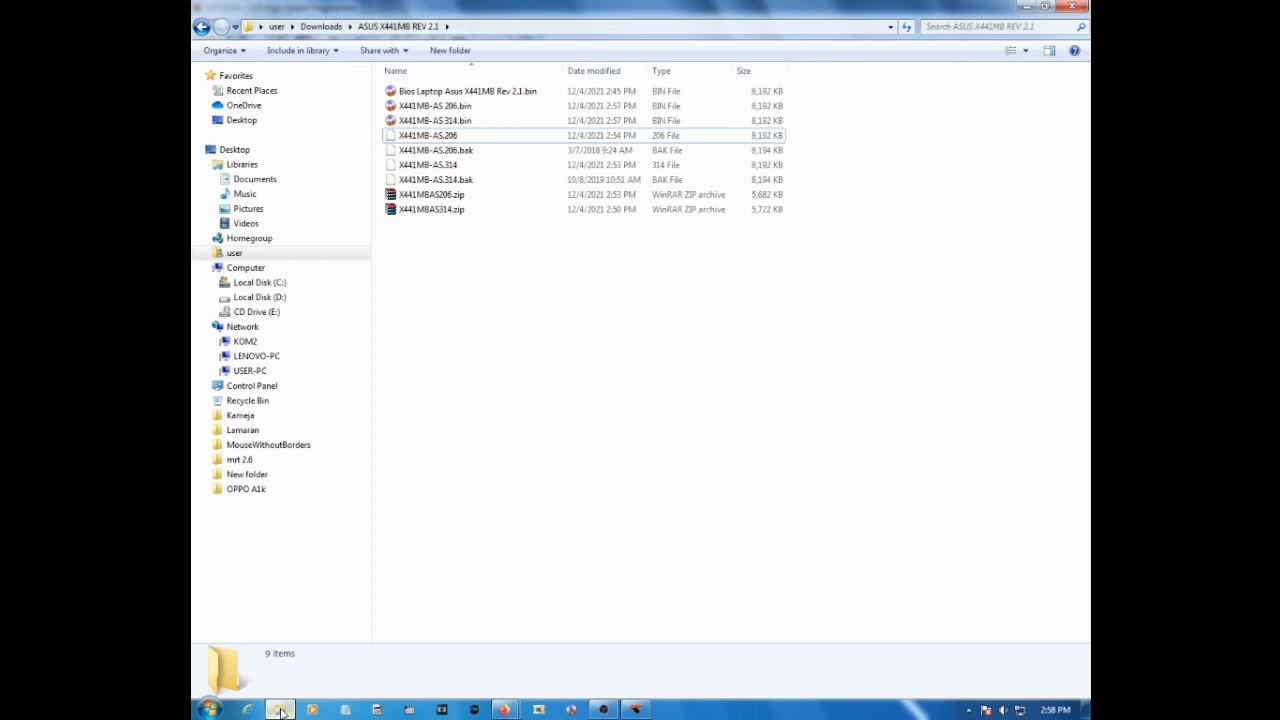 user ▸ Downloads ▸ ASUS X441MB REV 2.1 ▸
Search ASUS X441MB REV 2.1
Organize Include in library Share with New folder
Name Date modified Type Size
Favorites
Recent Places
OneDrive
Desktop
Desktop
Libraries
Documents
Music
Pictures
Videos
Homegroup
user
Computer
Local Disk (C:)
Local Disk (D:)
CD Drive (E:)
Network
KOM2
LENOVO-PC
USER-PC
Control Panel
Recycle Bin
Kameja
Lamaran
MouseWithoutBorders
mrt 2.6
New folder
OPPO A1k
Bios Laptop Asus X441MB Rev 2.1.bin 12/4/2021 2:45 PM BIN File 8,192 KB
X441MB-AS 206.bin 12/4/2021 2:57 PM BIN File 8,192 KB
X441MB-AS 314.bin 12/4/2021 2:57 PM BIN File 8,192 KB
X441MB-AS.206 12/4/2021 2:54 PM 206 File 8,192 KB
X441MB-AS.206.bak 3/7/2018 9:24 AM BAK File 8,194 KB
X441MB-AS.314 12/4/2021 2:53 PM 314 File 8,192 KB
X441MB-AS.314.bak 10/8/2019 10:51 AM BAK File 8,194 KB
X441MBAS206.zip 12/4/2021 2:53 PM WinRAR ZIP archive 5,682 KB
X441MBAS314.zip 12/4/2021 2:50 PM WinRAR ZIP archive 5,722 KB
9 items
2:58 PM